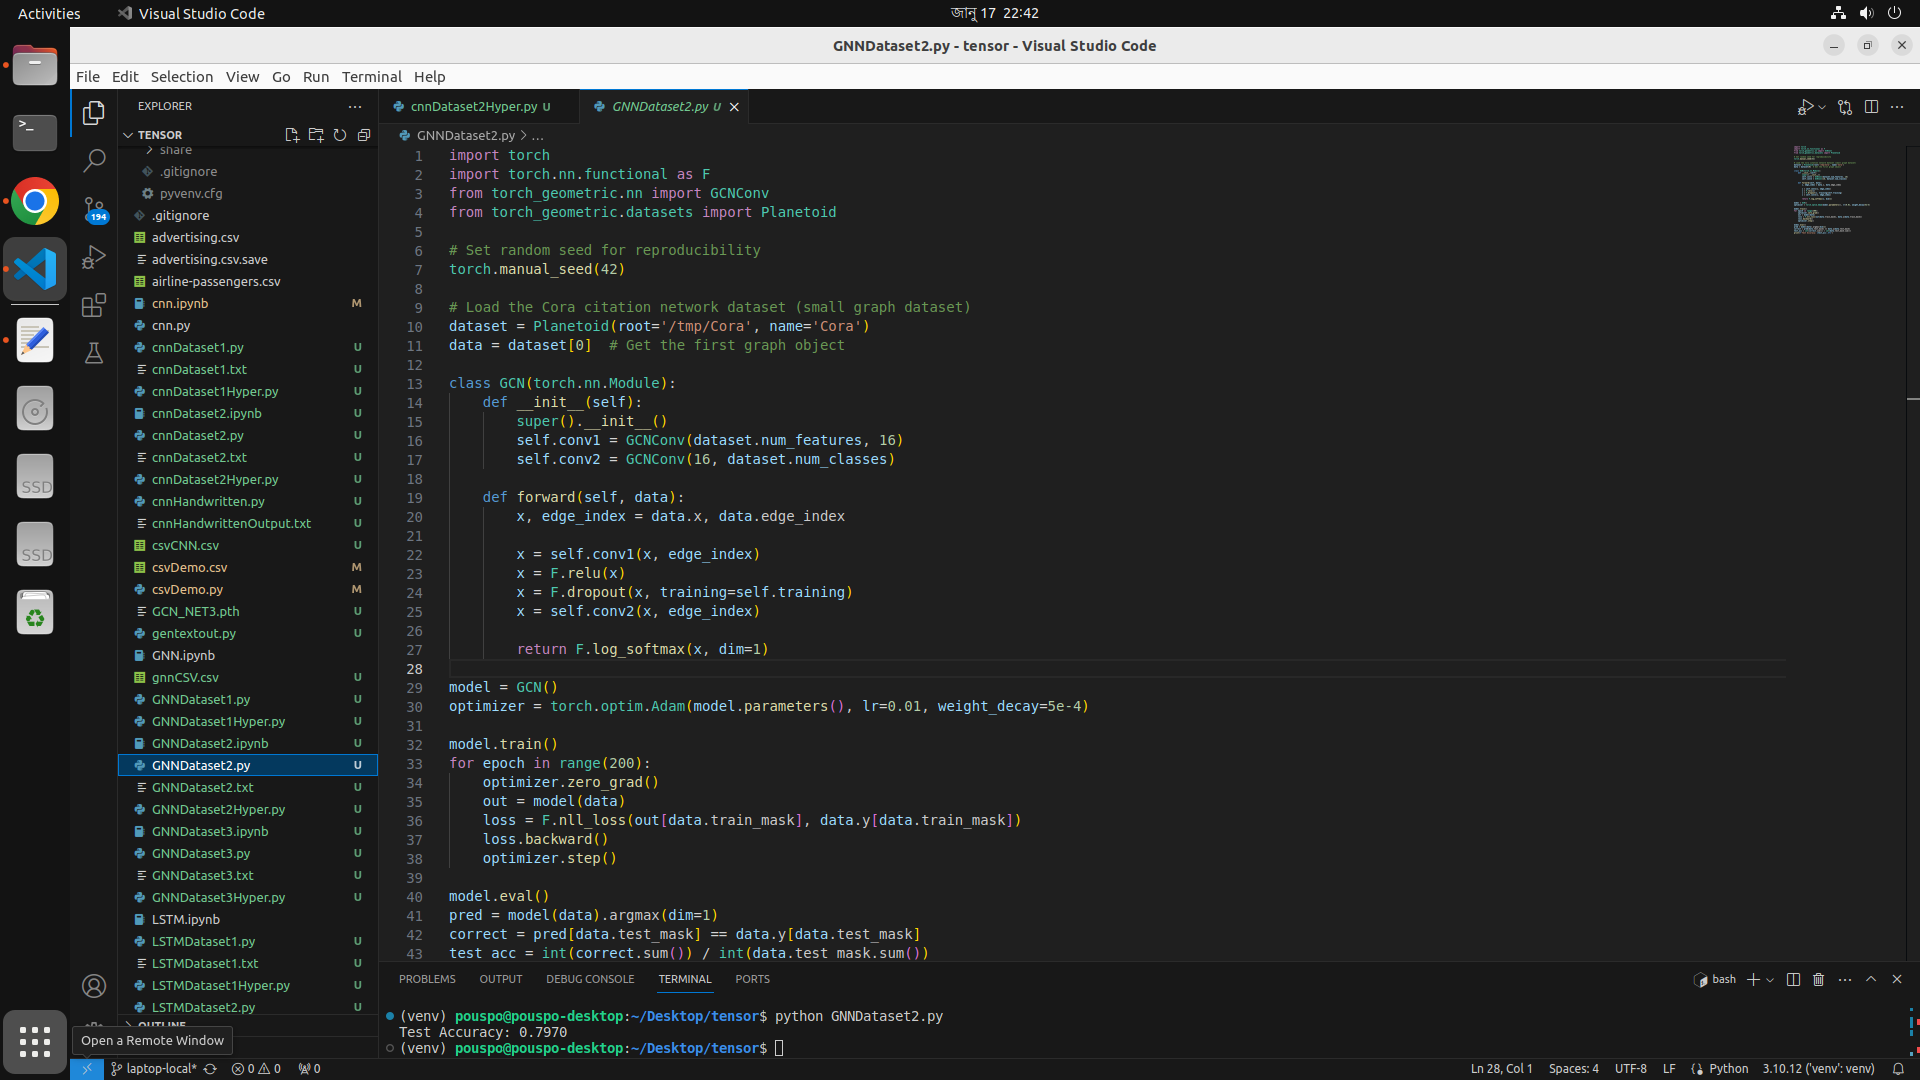 Activities
Visual Studio Code
জানু 17 22:42
GNNDataset2.py - tensor - Visual Studio Code
File Edit Selection View Go Run Terminal Help
EXPLORER
TENSOR
share
.gitignore
pyvenv.cfg
.gitignore
advertising.csv
advertising.csv.save
airline-passengers.csv
cnn.ipynb M
cnn.py
cnnDataset1.py U
cnnDataset1.txt U
cnnDataset1Hyper.py U
cnnDataset2.ipynb U
cnnDataset2.py U
cnnDataset2.txt U
cnnDataset2Hyper.py U
cnnHandwritten.py U
cnnHandwrittenOutput.txt U
csvCNN.csv U
csvDemo.csv M
csvDemo.py M
GCN_NET3.pth U
gentextout.py U
GNN.ipynb
gnnCSV.csv U
GNNDataset1.py U
GNNDataset1Hyper.py U
GNNDataset2.ipynb U
GNNDataset2.py U
GNNDataset2.txt U
GNNDataset2Hyper.py U
GNNDataset3.ipynb U
GNNDataset3.py U
GNNDataset3.txt U
GNNDataset3Hyper.py U
LSTM.ipynb
LSTMDataset1.py U
LSTMDataset1.txt U
LSTMDataset1Hyper.py U
LSTMDataset2.py U
OUTLINE
Open a Remote Window
194
SSD
SSD
cnnDataset2Hyper.py U
GNNDataset2.py U
GNNDataset2.py > ...
1 import torch
2 import torch.nn.functional as F
3 from torch_geometric.nn import GCNConv
4 from torch_geometric.datasets import Planetoid
5
6 # Set random seed for reproducibility
7 torch.manual_seed(42)
8
9 # Load the Cora citation network dataset (small graph dataset)
10 dataset = Planetoid(root='/tmp/Cora', name='Cora')
11 data = dataset[0]  # Get the first graph object
12
13 class GCN(torch.nn.Module):
14     def __init__(self):
15         super().__init__()
16         self.conv1 = GCNConv(dataset.num_features, 16)
17         self.conv2 = GCNConv(16, dataset.num_classes)
18
19     def forward(self, data):
20         x, edge_index = data.x, data.edge_index
21
22         x = self.conv1(x, edge_index)
23         x = F.relu(x)
24         x = F.dropout(x, training=self.training)
25         x = self.conv2(x, edge_index)
26
27         return F.log_softmax(x, dim=1)
28
29 model = GCN()
30 optimizer = torch.optim.Adam(model.parameters(), lr=0.01, weight_decay=5e-4)
31
32 model.train()
33 for epoch in range(200):
34     optimizer.zero_grad()
35     out = model(data)
36     loss = F.nll_loss(out[data.train_mask], data.y[data.train_mask])
37     loss.backward()
38     optimizer.step()
39
40 model.eval()
41 pred = model(data).argmax(dim=1)
42 correct = pred[data.test_mask] == data.y[data.test_mask]
43 test_acc = int(correct.sum()) / int(data.test_mask.sum())
PROBLEMS OUTPUT DEBUG CONSOLE TERMINAL PORTS
bash
(venv) pouspo@pouspo-desktop:~/Desktop/tensor$ python GNNDataset2.py
Test Accuracy: 0.7970
(venv) pouspo@pouspo-desktop:~/Desktop/tensor$
laptop-local* 0 0 0
Ln 28, Col 1 Spaces: 4 UTF-8 LF Python 3.10.12 ('venv': venv)